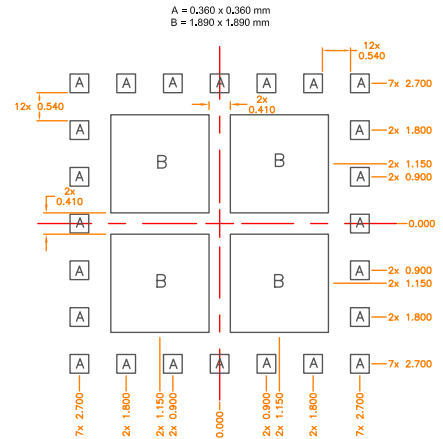 A = 0.360 x 0.360 mm
B = 1.890 x 1.890 mm
12x
0.540
A A A A A A A 7x 2.700
12x 0.540
2x
0.410
A A 2x 1.800
B B
2x 1.150
A A 2x 0.900
2x
0.410
A A 0.000
A A 2x 0.900
B B 2x 1.150
A A 2x 1.800
A A A A A A A 7x 2.700
7x 2.700
2x 1.800
2x 1.150
2x 0.900
0.000
2x 0.900
2x 1.150
2x 1.800
7x 2.700